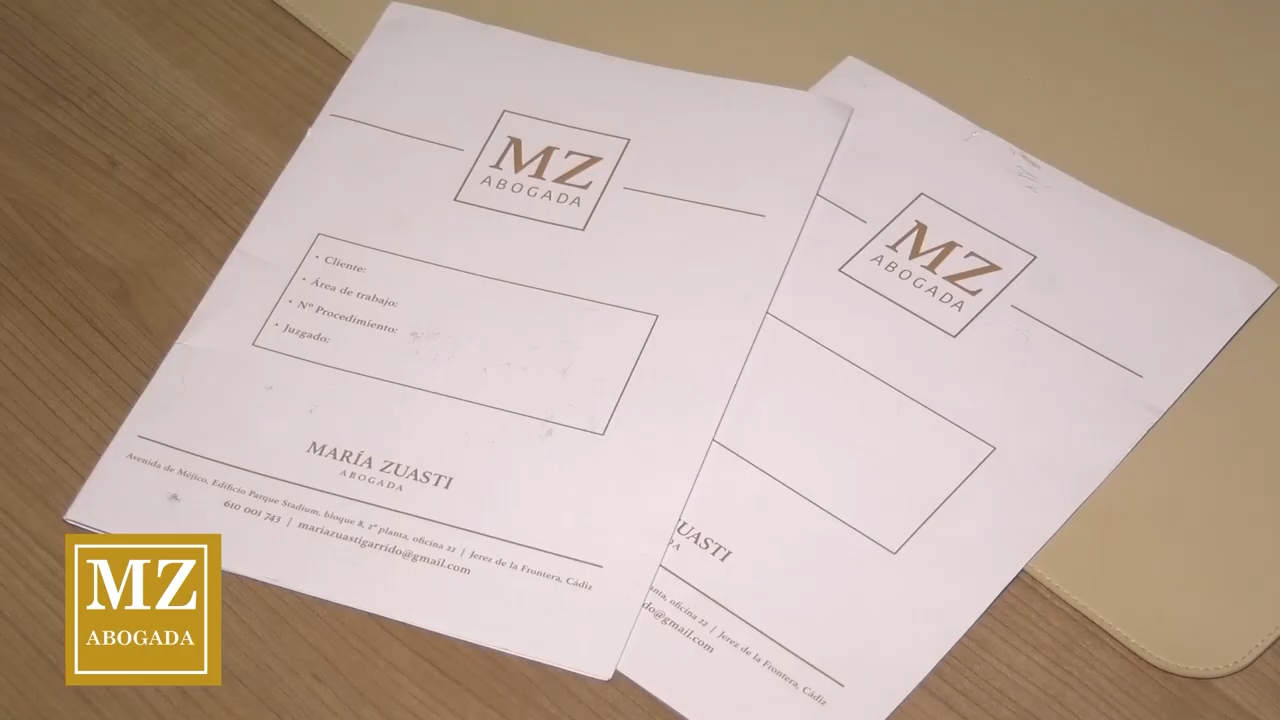 MZ
ABOGADA
• Cliente:
• Área de trabajo:
• Nº Procedimiento:
• Juzgado:
MARÍA ZUASTI
ABOGADA
Avenida de Méjico, Edificio Parque Stadium, bloque 8, 2ª planta, oficina 22 | Jerez de la Frontera, Cádiz
610 001 743 | mariazuastigarrido@gmail.com
MZ
ABOGADA
ZUASTI
DA
anta, oficina 22 | Jerez de la Frontera, Cádiz
do@gmail.com
MZ
ABOGADA